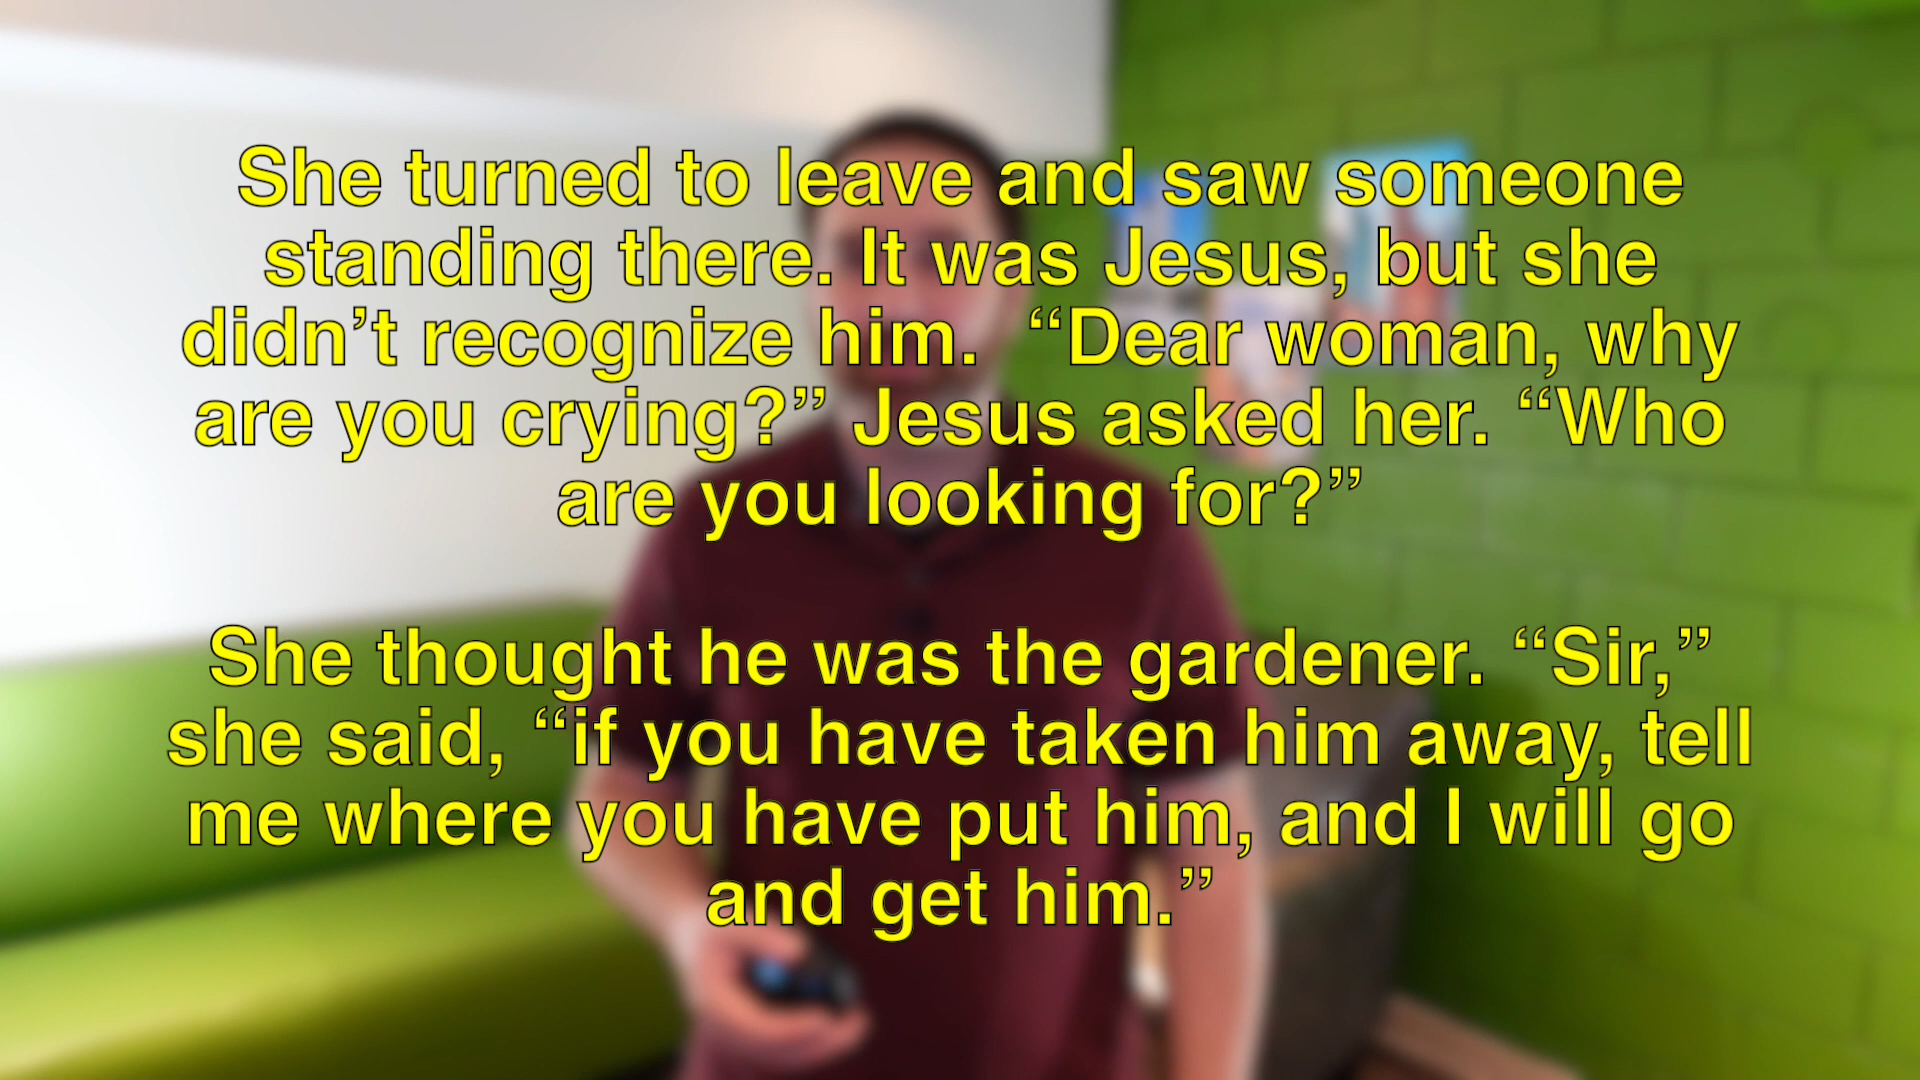 She turned to leave and saw someone
standing there. It was Jesus, but she
didn’t recognize him. “Dear woman, why
are you crying?” Jesus asked her. “Who
are you looking for?”
She thought he was the gardener. “Sir,”
she said, “if you have taken him away, tell
me where you have put him, and I will go
and get him.”